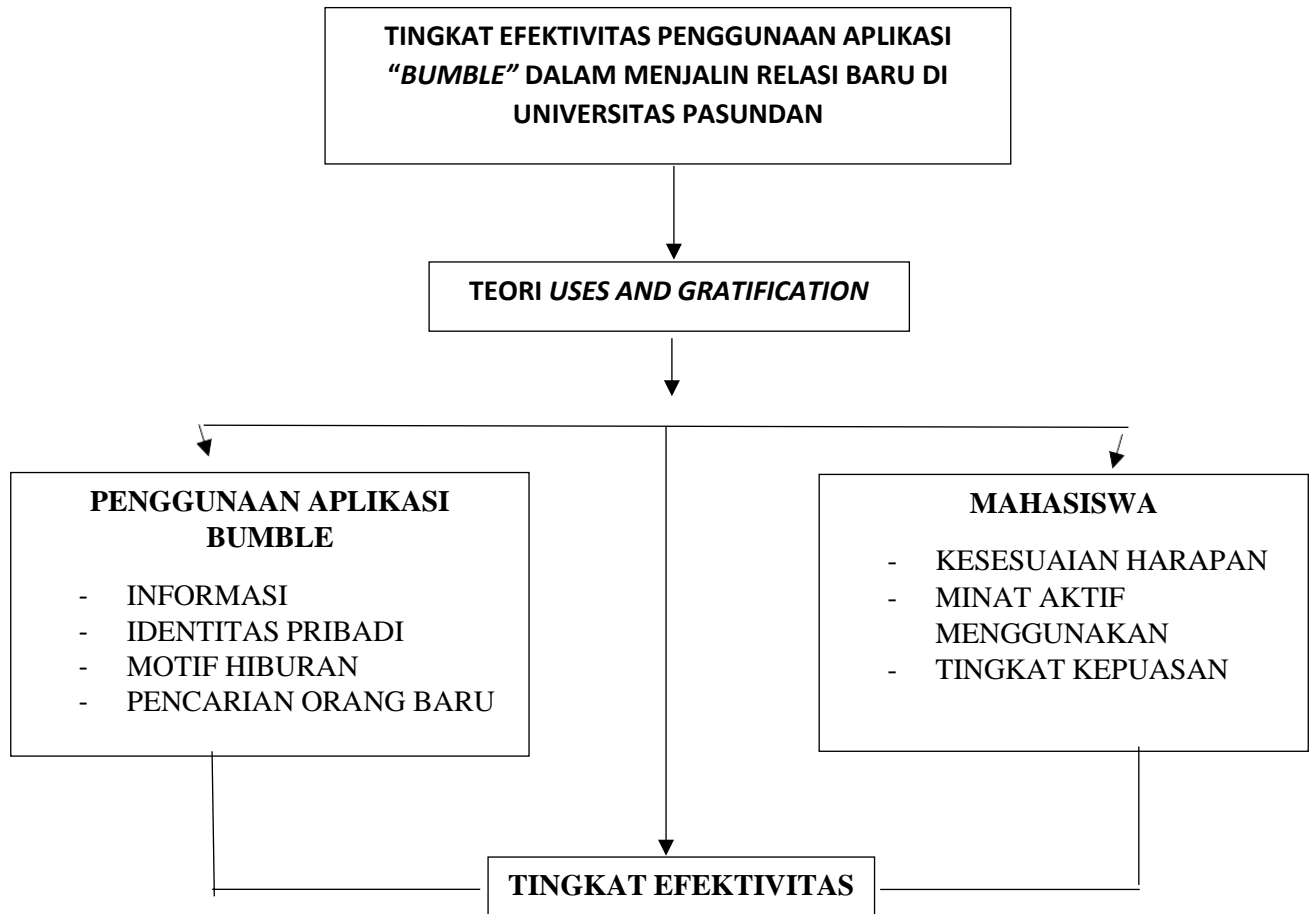 TINGKAT EFEKTIVITAS PENGGUNAAN APLIKASI
“BUMBLE” DALAM MENJALIN RELASI BARU DI
UNIVERSITAS PASUNDAN
TEORI USES AND GRATIFICATION
PENGGUNAAN APLIKASI
BUMBLE
- INFORMASI
- IDENTITAS PRIBADI
- MOTIF HIBURAN
- PENCARIAN ORANG BARU
MAHASISWA
- KESESUAIAN HARAPAN
- MINAT AKTIF
MENGGUNAKAN
- TINGKAT KEPUASAN
TINGKAT EFEKTIVITAS